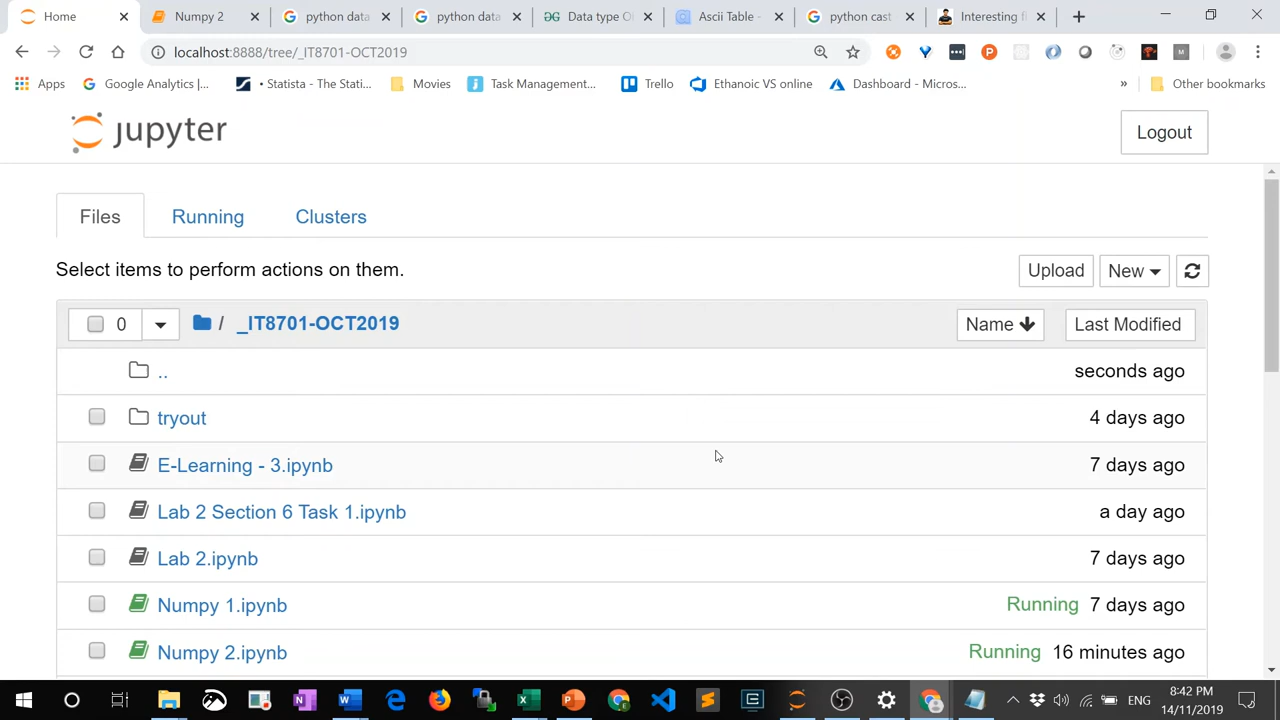 Home
Numpy 2
python data
python data
Data type O
Ascii Table -
python cast
Interesting f
localhost:8888/tree/_IT8701-OCT2019
Apps
Google Analytics |...
• Statista - The Stati...
Movies
Task Management...
Trello
Ethanoic VS online
Dashboard - Micros...
»
Other bookmarks
jupyter
Logout
Files
Running
Clusters
Select items to perform actions on them.
Upload
New
0
/ _IT8701-OCT2019
Name
Last Modified
..
seconds ago
tryout
4 days ago
E-Learning - 3.ipynb
7 days ago
Lab 2 Section 6 Task 1.ipynb
a day ago
Lab 2.ipynb
7 days ago
Numpy 1.ipynb
Running 7 days ago
Numpy 2.ipynb
Running 16 minutes ago
ENG
8:42 PM
14/11/2019